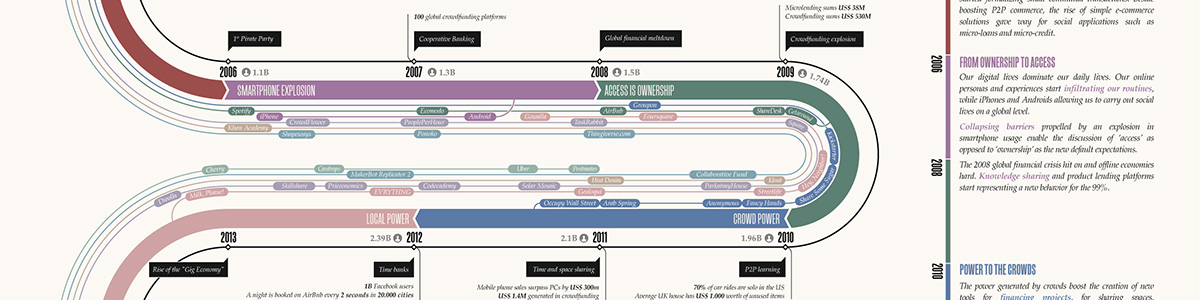 Microlending sums US$ 38M
Crowdfunding sums US$ 530M
100 global crowdfunding platforms
1st Pirate Party
Cooperative Banking
Global financial meltdown
Crowdfunding explosion
2006 1.1B
2007 1.3B
2008 1.5B
2009 1.74B
SMARTPHONE EXPLOSION
ACCESS IS OWNERSHIP
Spotify
Ecomodo
AirBnB
Groupon
ShareDesk
Getaround
iPhone
Android
Gowalla
Foursquare
CrowdFlower
PeoplePerHour
TaskRabbit
Square
Khan Academy
Shapeways
Ponoko
Thingiverse.com
Kickstarter
Share Some Sugar
Cherry
Uber
Postmates
MakerBot Replicator 2
Collaborative Fund
Mint Denim
Skillshare
Prizeonomics
Codecademy
Solar Mosaic
ParkatmyHouse
EVRYTHNG
Geoloqi
Streetlife
Milk, Please!
Occupy Wall Street
Arab Spring
Anonymous
Fancy Hands
LOCAL POWER
CROWD POWER
2013
2.39B 2012
2.1B 2011
1.96B 2010
Rise of the "Gig Economy"
Time banks
Time and space sharing
P2P learning
1B Facebook users
A night is booked on AirBnB every 2 seconds in 20.000 cities
Mobile phone sales surpass PCs by US$ 300m
US$ 1.4M generated in crowdfunding
70% of car rides are solo in the US
Average UK house has US$ 1.000 worth of unused items
boosting P2P commerce, the rise of simple e-commerce
solutions gave way for social applications such as
micro-loans and micro-credit.
2006
FROM OWNERSHIP TO ACCESS
Our digital lives dominate our daily lives. Our online
personas and experiences start infiltrating our routines,
while iPhones and Androids allowing us to carry out social
lives on a global level.
Collapsing barriers propelled by an explosion in
smartphone usage enable the discussion of 'access' as
opposed to 'ownership' as the new default expectations.
2008
The 2008 global financial crisis hit on and offline economies
hard. Knowledge sharing and product lending platforms
start representing a new behavior for the 99%.
2010
POWER TO THE CROWDS
The power generated by crowds boost the creation of new
tools for financing projects, for sharing spaces,